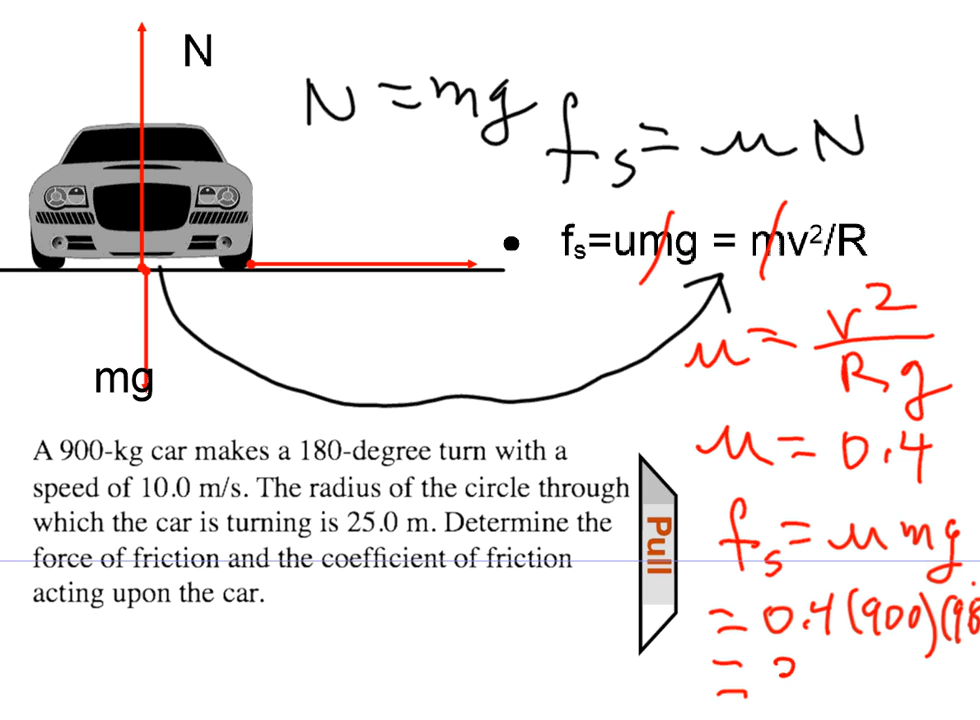 N
N = mg
fs = μ N
• fs=umg = mv²/R
mg
μ = v²/Rg
μ = 0.4
A 900-kg car makes a 180-degree turn with a
speed of 10.0 m/s. The radius of the circle through
which the car is turning is 25.0 m. Determine the
force of friction and the coefficient of friction
acting upon the car.
Pull
fs = μ mg
= 0.4(900)(98
=